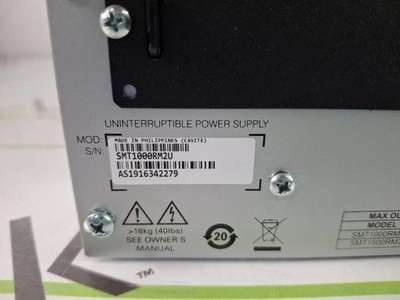 UNINTERRUPTIBLE POWER SUPPLY
MOD:
MADE IN PHILIPPINES (CAVITE)
SMT1000RM2U
S/N:
AS1916342279
>18kg (40lbs)
SEE OWNER'S
MANUAL
20
MAX OU
MODEL
SMT1000RM
SMT1500RM2
TM